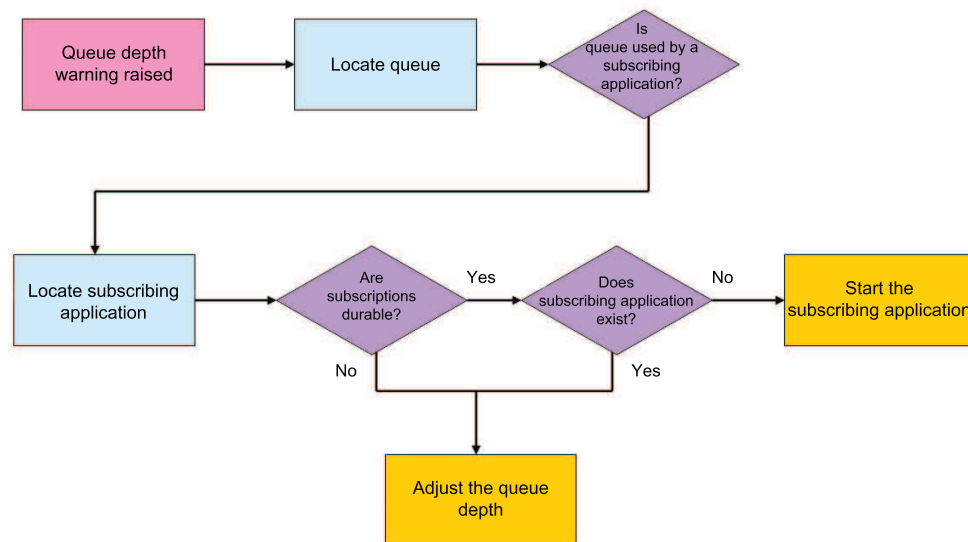 Queue depth
warning raised
Locate queue
Is
queue used by a
subscribing
application?
Locate subscribing
application
Are
subscriptions
durable?
Yes
Does
subscribing application
exist?
No
Start the
subscribing application
No
Yes
Adjust the queue
depth